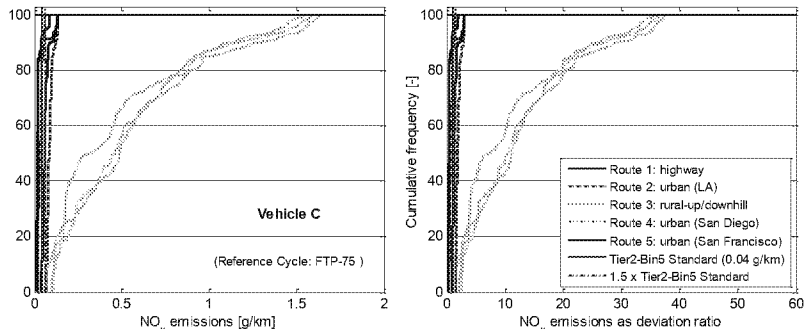 100
80
60
40
20
0
0
0.5
1
1.5
2
NOₓ emissions [g/km]
Vehicle C
(Reference Cycle: FTP-75 )
Cumulative frequency [-]
100
80
60
40
20
0
0
10
20
30
40
50
60
NOₓ emissions as deviation ratio
Route 1: highway
Route 2: urban (LA)
Route 3: rural-up/downhill
Route 4: urban (San Diego)
Route 5: urban (San Francisco)
Tier2-Bin5 Standard (0.04 g/km)
1.5 x Tier2-Bin5 Standard